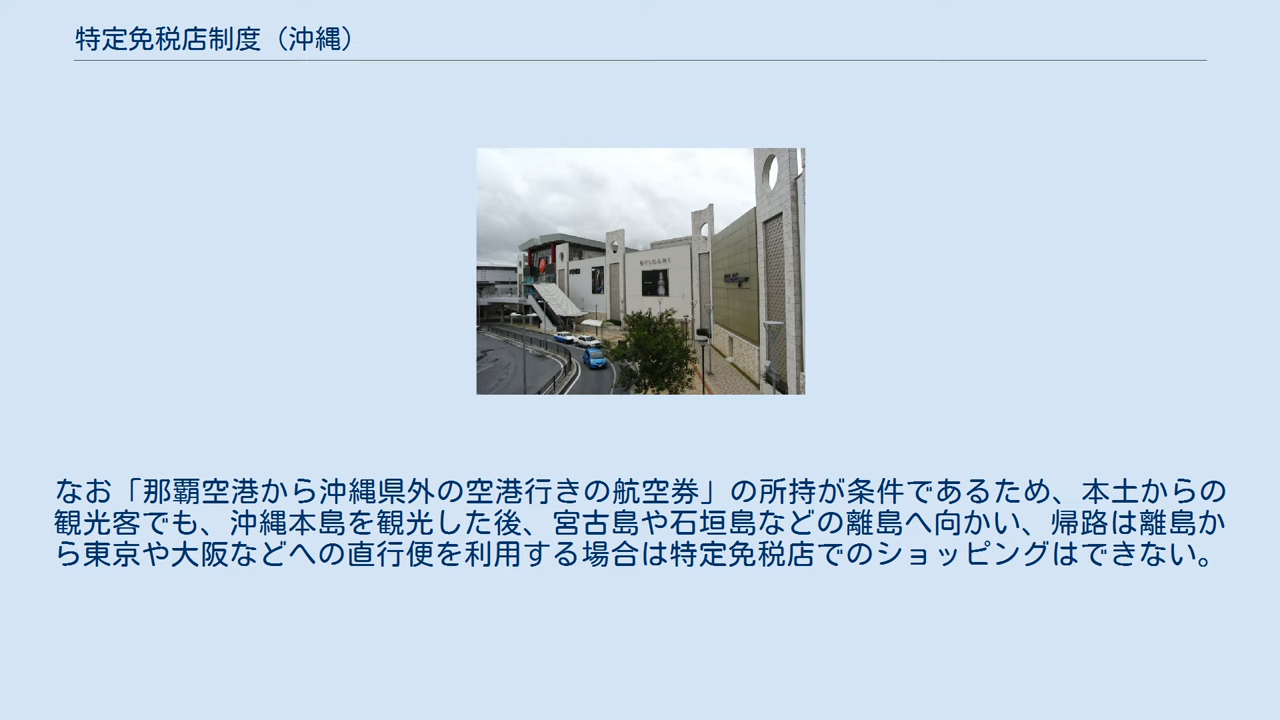 特定免税店制度（沖縄）
BVLGARI
なお「那覇空港から沖縄県外の空港行きの航空券」の所持が条件であるため、本土からの
観光客でも、沖縄本島を観光した後、宮古島や石垣島などの離島へ向かい、帰路は離島か
ら東京や大阪などへの直行便を利用する場合は特定免税店でのショッピングはできない。